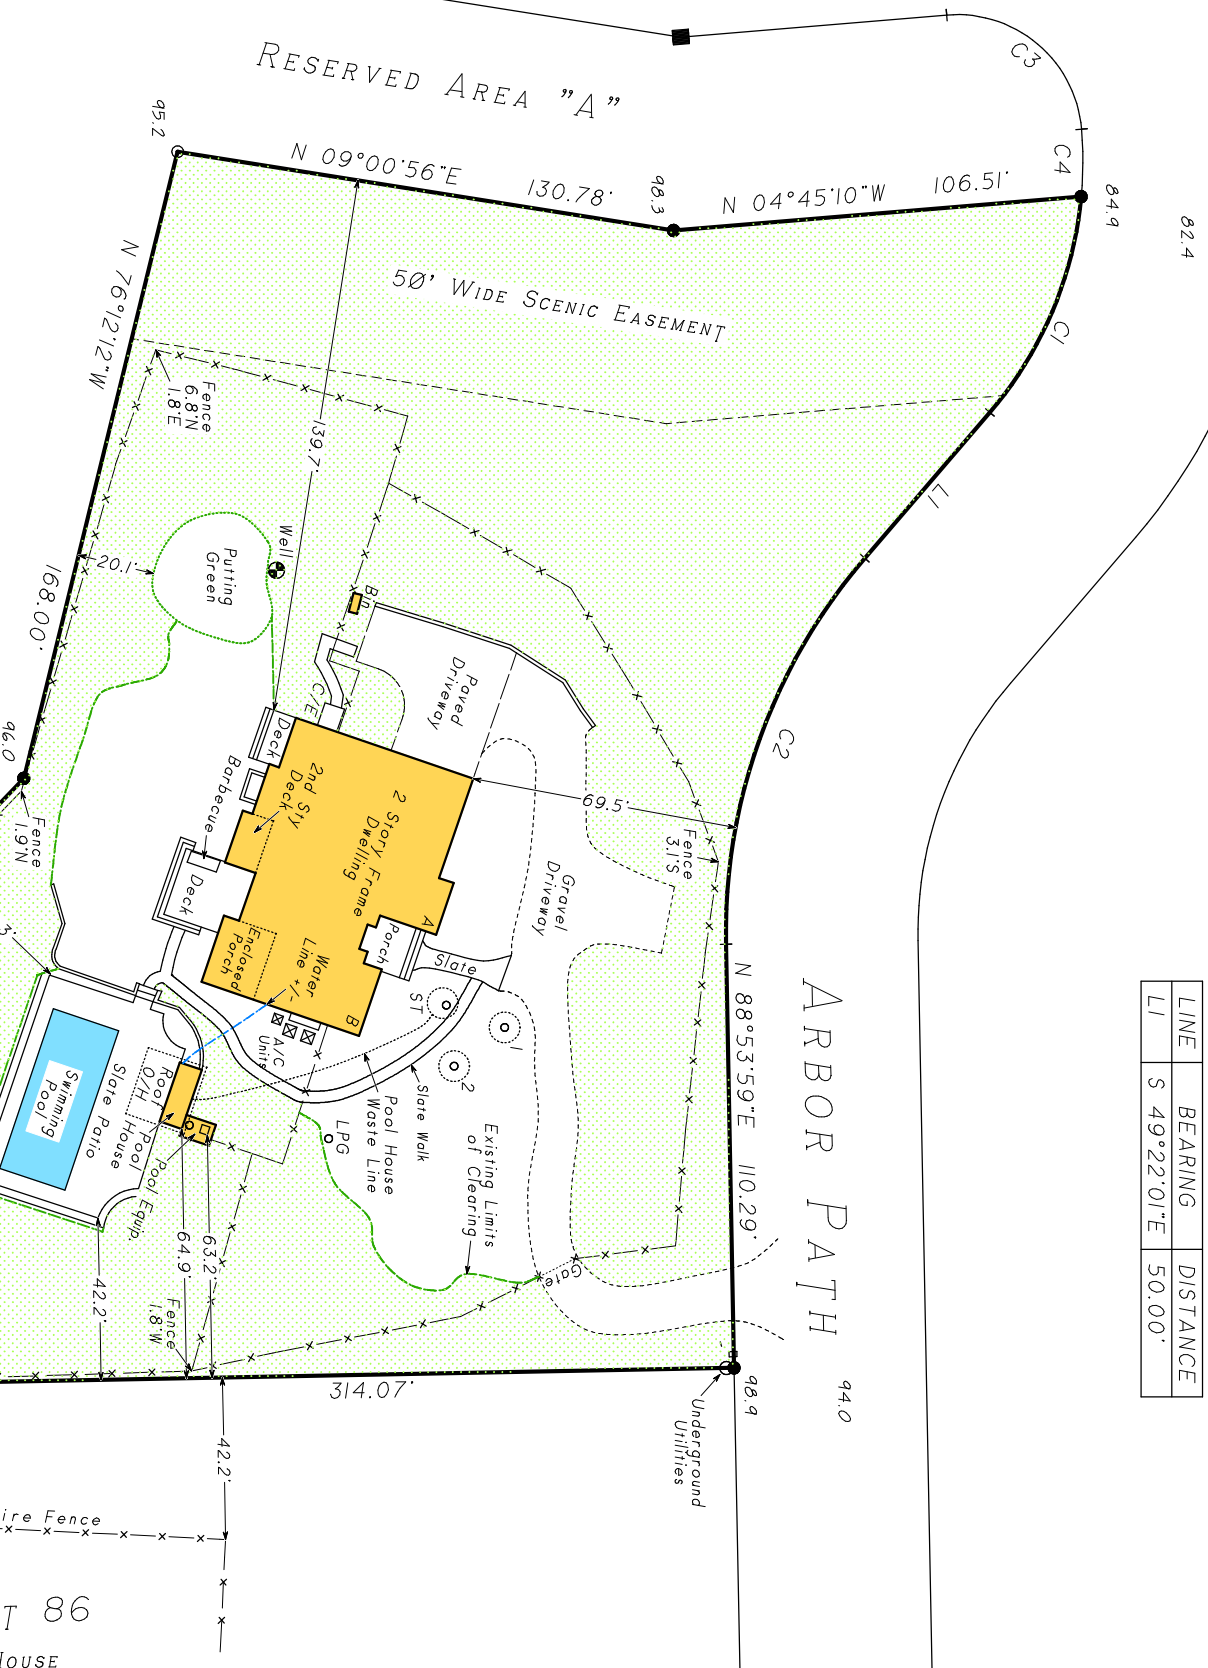 RESERVED AREA "A"
C3
C4
84.9
82.4
95.2
N 09°00'56"E
130.78'
98.3
N 04°45'10"W
106.51'
50' WIDE SCENIC EASEMENT
C1
L1
C2
N 76°12'12"W
168.00'
96.0
Fence
6.8'N
1.8'E
139.7'
20.1'
Putting
Green
Well
Bin
C/E
Paved
Driveway
Deck
2nd Sty
Deck
Barbecue
Deck
2 Story Frame
Dwelling
A
B
Porch
Enclosed
Porch
Water
Line +/-
69.5'
Fence
3.1'S
Gravel
Driveway
Slate
ST
1
2
A/C
Units
Slate Walk
Pool House
Waste Line
LPG
Existing Limits
of Clearing
Gate
Fence
1.9'N
3'
Swimming
Pool
Slate Patio
Roof
O/H
Pool
House
Pool Equip.
64.9'
63.2'
42.2'
Fence
1.8'W
N 88°53'59"E
110.29'
ARBOR PATH
314.07'
98.9
94.0
Underground
Utilities
42.2'
ire Fence
T 86
HOUSE
LINE BEARING DISTANCE
L1 S 49°22'01"E 50.00'